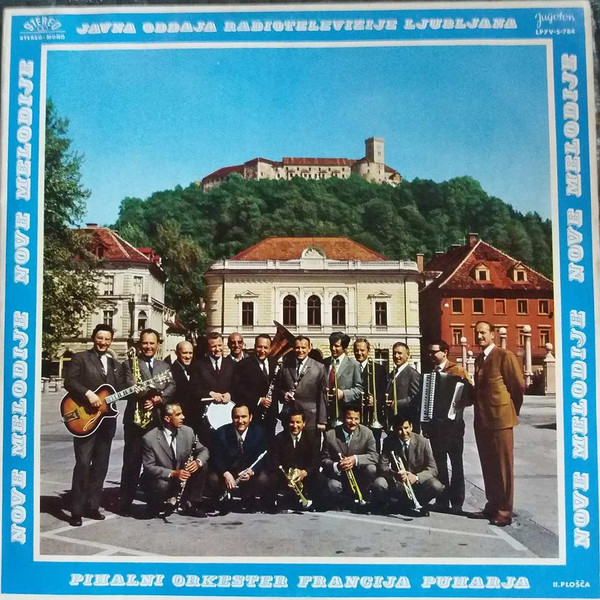 STEREO
STEREO - MONO
JAVNA ODDAJA RADIOTELEVIZIJE LJUBLJANA
Jugoton
LPYV-S-784
NOVE MELODIJE NOVE MELODIJE
NOVE MELODIJE NOVE MELODIJE
PIHALNI ORKESTER FRANCIJA PUHARJA
II. PLOŠČA